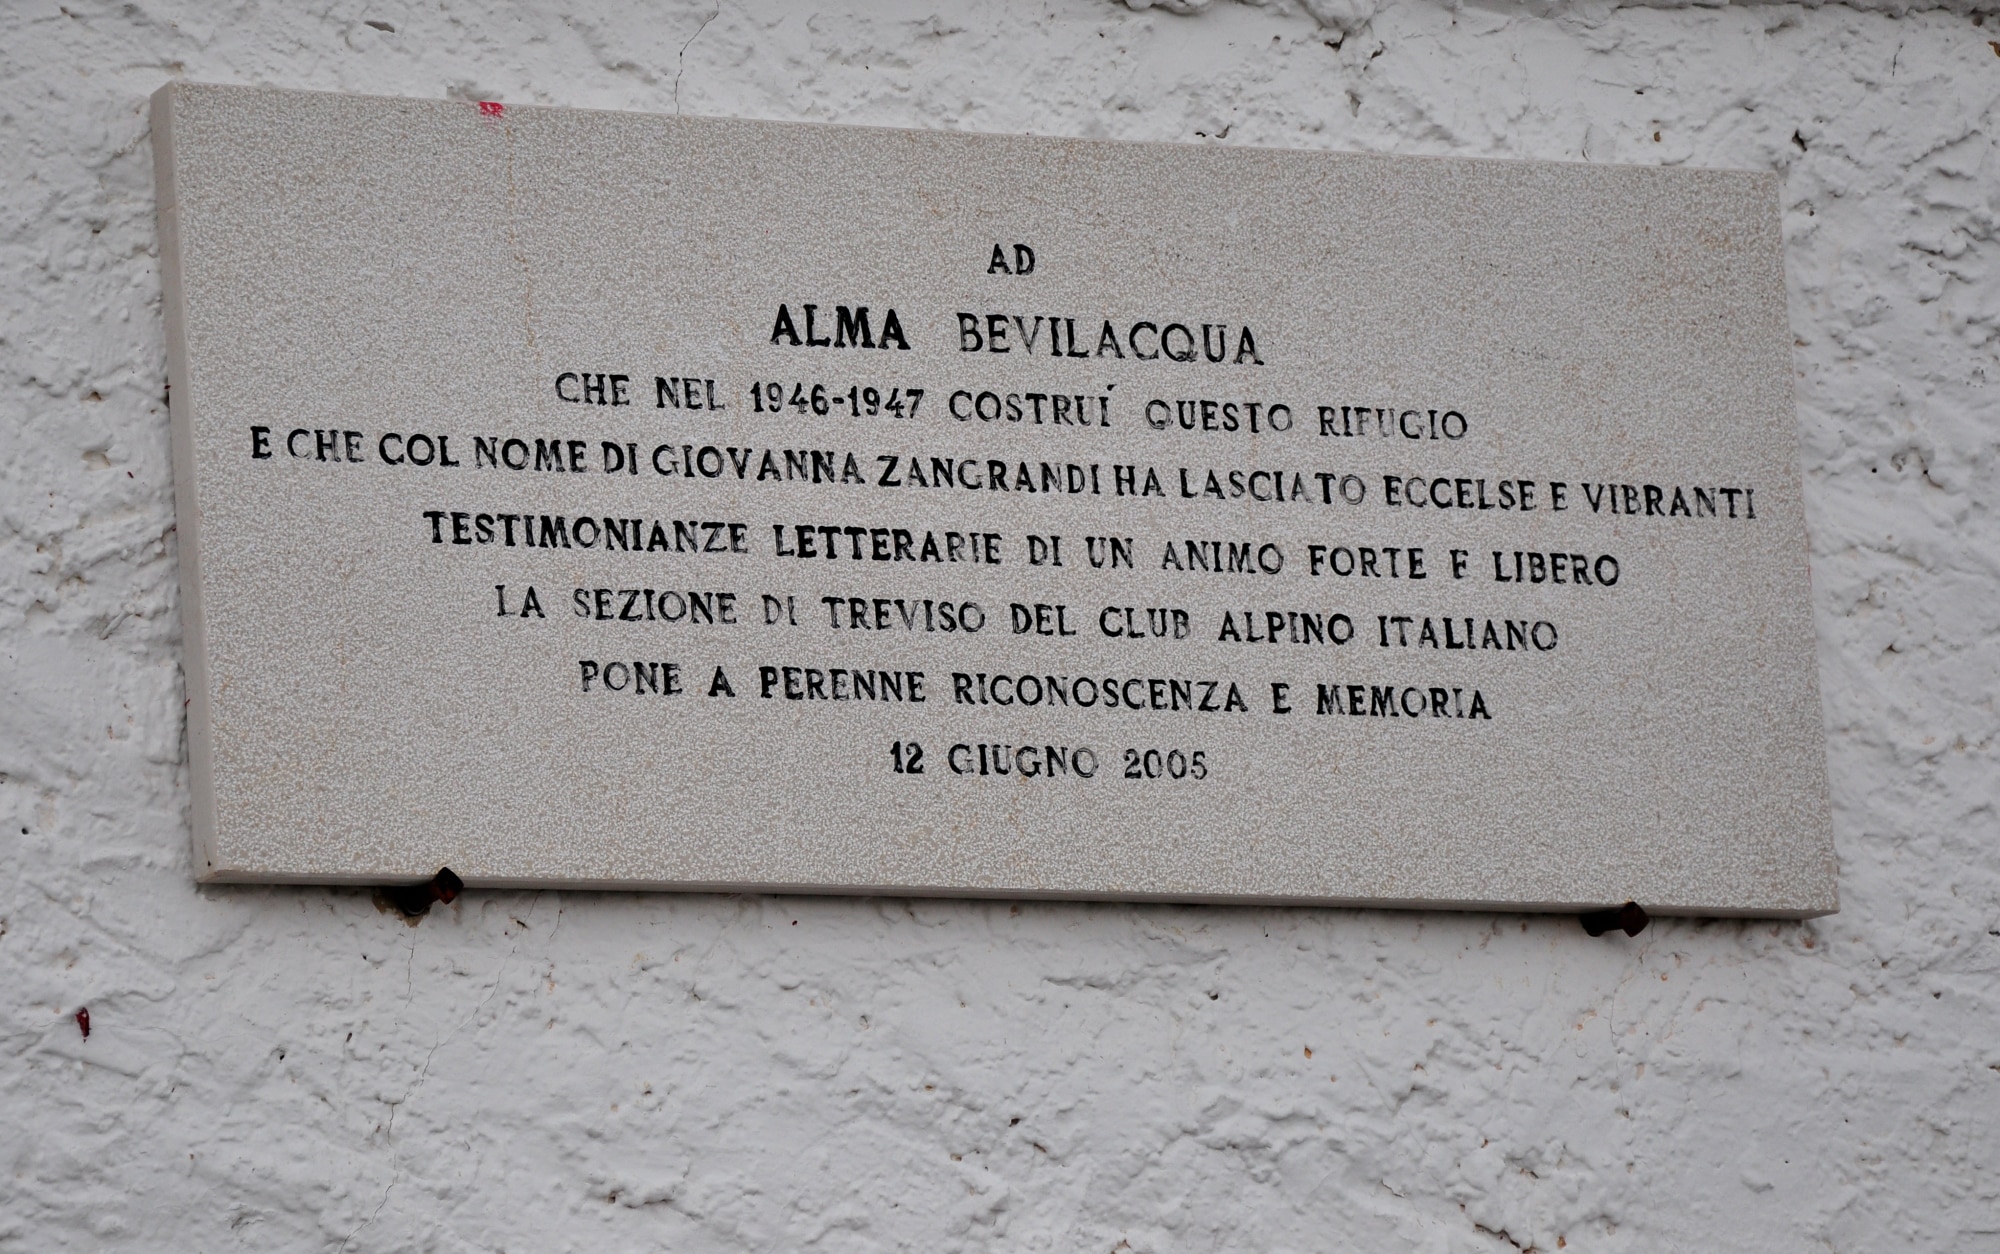 AD
ALMA BEVILACQUA
CHE NEL 1946-1947 COSTRUÍ QUESTO RIFUGIO
E CHE COL NOME DI GIOVANNA ZANGRANDI HA LASCIATO ECCELSE E VIBRANTI
TESTIMONIANZE LETTERARIE DI UN ANIMO FORTE E LIBERO
LA SEZIONE DI TREVISO DEL CLUB ALPINO ITALIANO
PONE A PERENNE RICONOSCENZA E MEMORIA
12 GIUGNO 2005